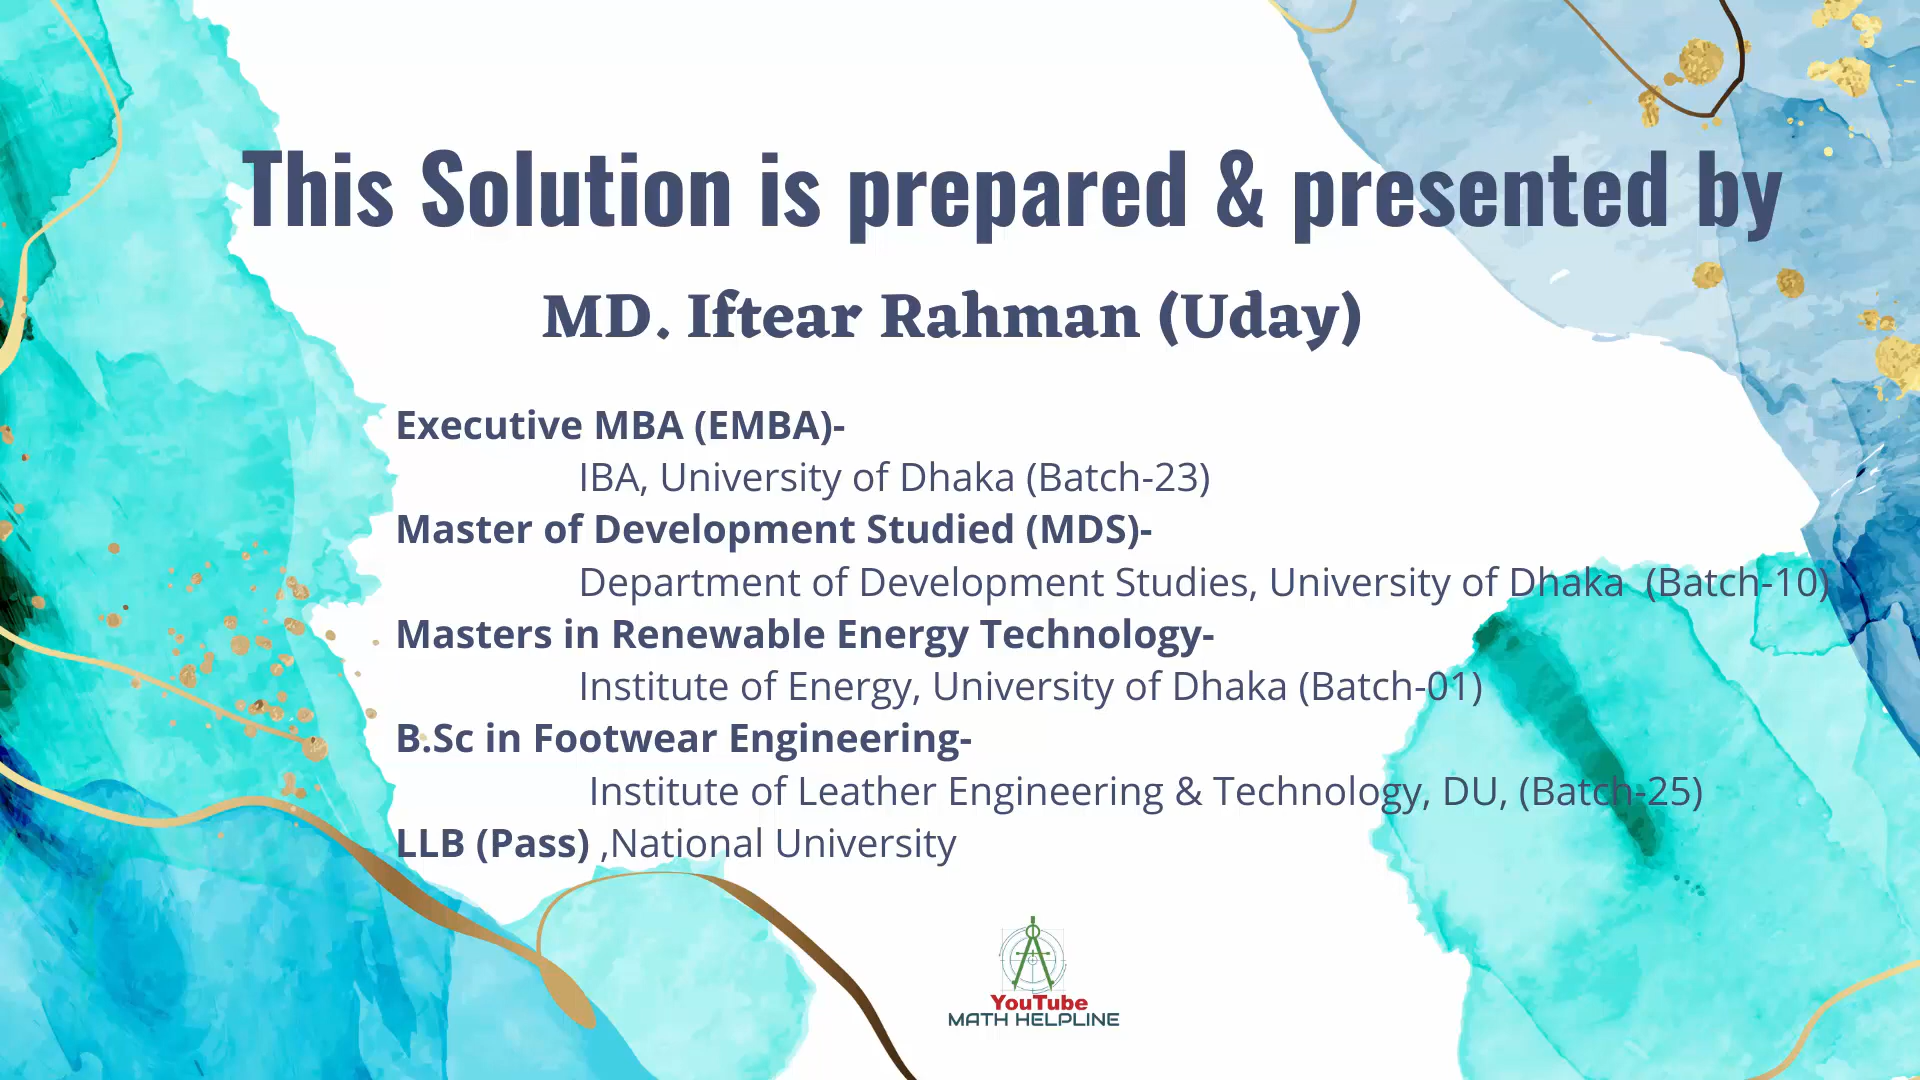 This Solution is prepared & presented by
MD. Iftear Rahman (Uday)
Executive MBA (EMBA)-
IBA, University of Dhaka (Batch-23)
Master of Development Studied (MDS)-
Department of Development Studies, University of Dhaka (Batch-10)
Masters in Renewable Energy Technology-
Institute of Energy, University of Dhaka (Batch-01)
B.Sc in Footwear Engineering-
Institute of Leather Engineering & Technology, DU, (Batch-25)
LLB (Pass) ,National University
YouTube
MATH HELPLINE